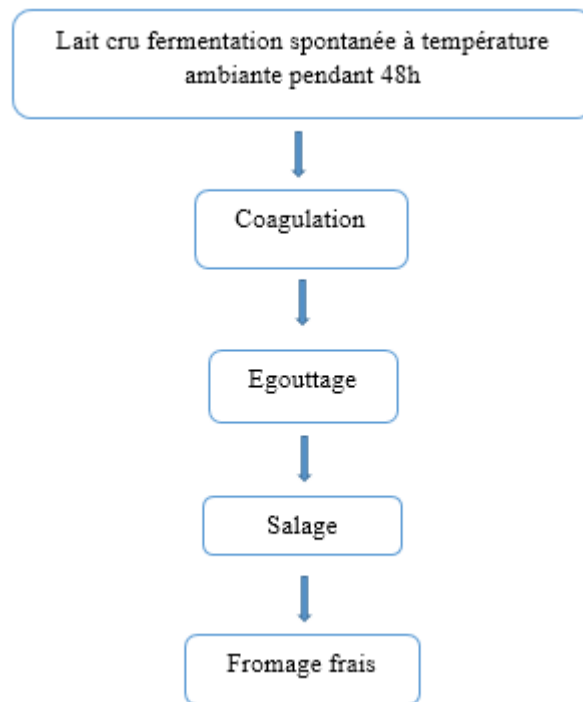 Lait cru fermentation spontanée à température
ambiante pendant 48h
Coagulation
Egouttage
Salage
Fromage frais